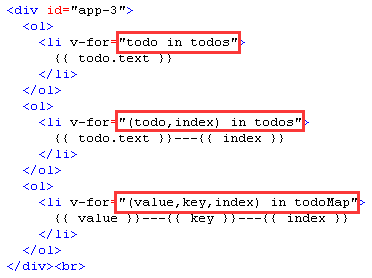 <div id="app-3">
<ol>
<li v-for="todo in todos">
{{ todo.text }}
</li>
</ol>
<ol>
<li v-for="(todo,index) in todos">
{{ todo.text }}---{{ index }}
</li>
</ol>
<ol>
<li v-for="(value,key,index) in todoMap">
{{ value }}---{{ key }}---{{ index }}
</li>
</ol>
</div><br>